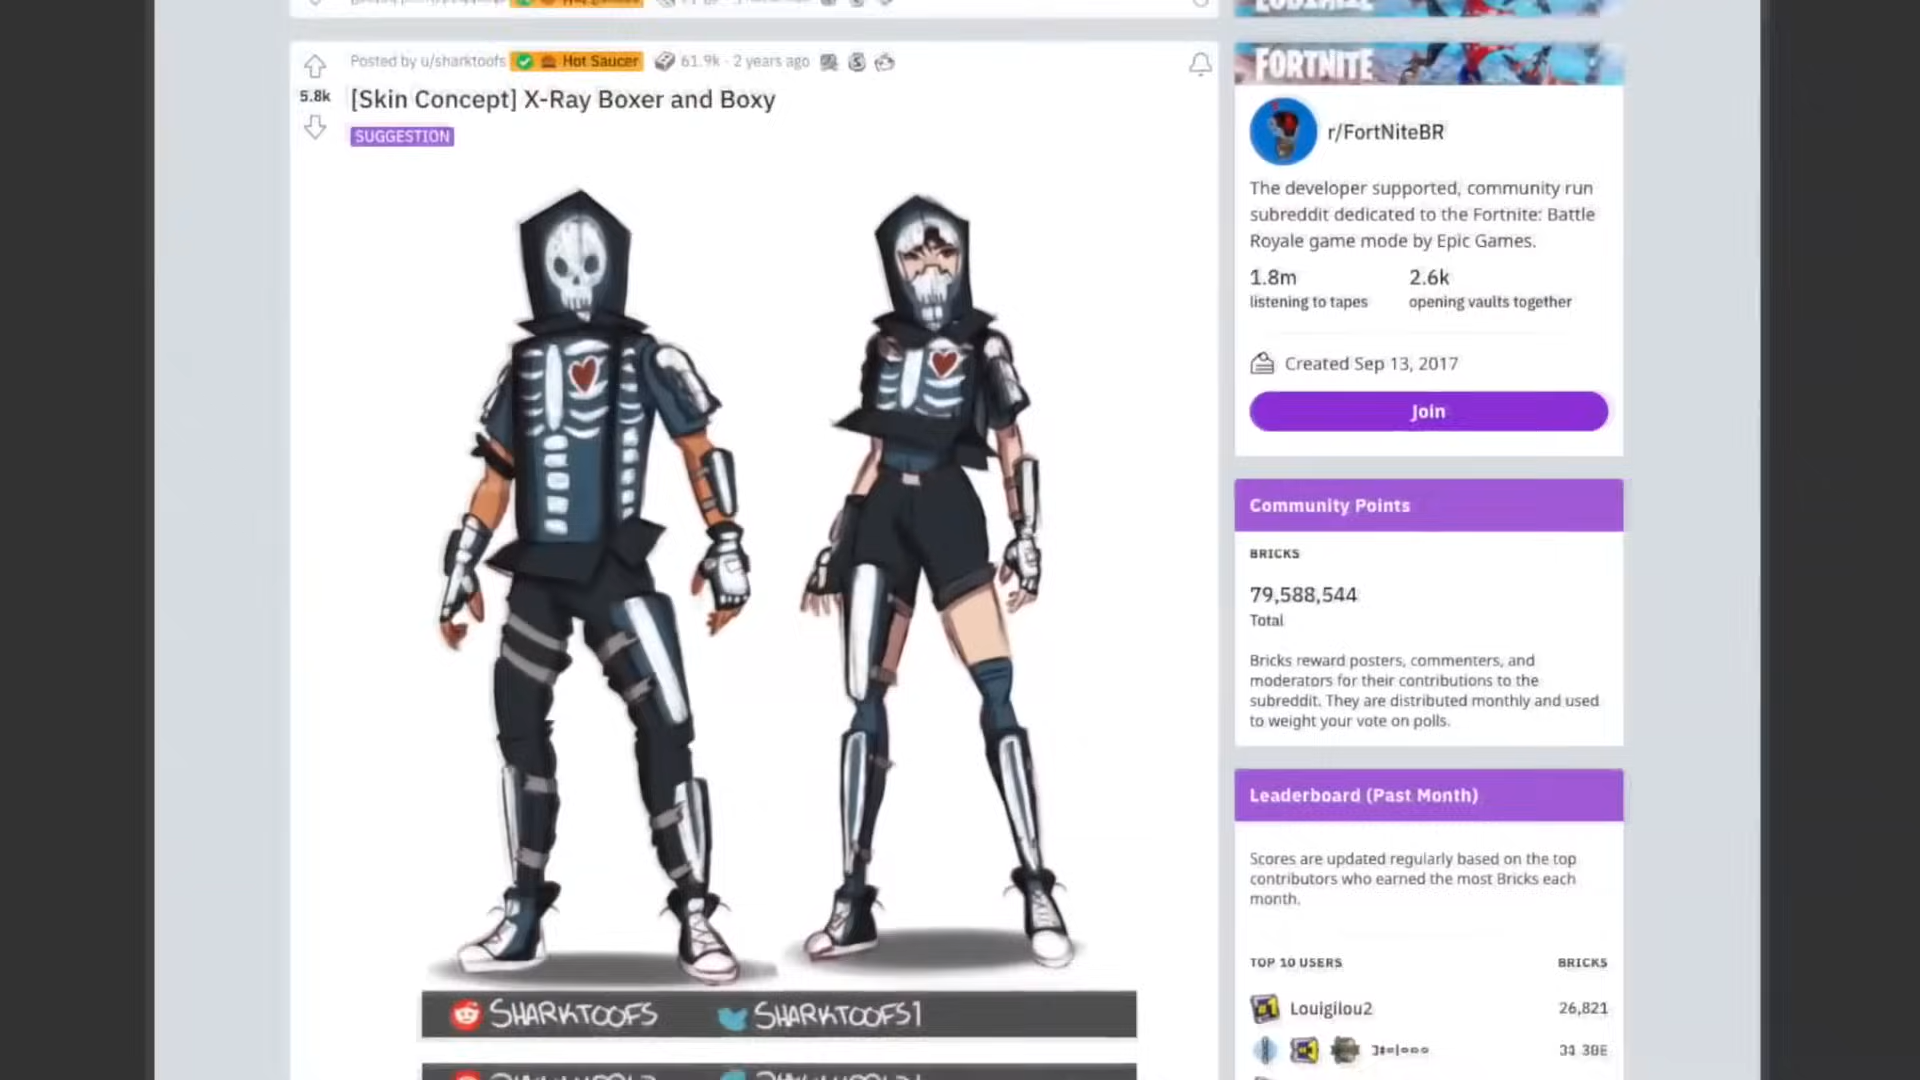 Posted by u/sharktoofs Hot Saucer 61.9k · 2 years ago
5.8k
[Skin Concept] X-Ray Boxer and Boxy
SUGGESTION
SHARKTOOFS SHARKTOOFS1
FORTNITE
r/FortNiteBR
The developer supported, community run
subreddit dedicated to the Fortnite: Battle
Royale game mode by Epic Games.
1.8m 2.6k
listening to tapes opening vaults together
Created Sep 13, 2017
Join
Community Points
BRICKS
79,588,544
Total
Bricks reward posters, commenters, and
moderators for their contributions to the
subreddit. They are distributed monthly and used
to weight your vote on polls.
Leaderboard (Past Month)
Scores are updated regularly based on the top
contributors who earned the most Bricks each
month.
TOP 10 USERS BRICKS
#1 Louigilou2 26,821